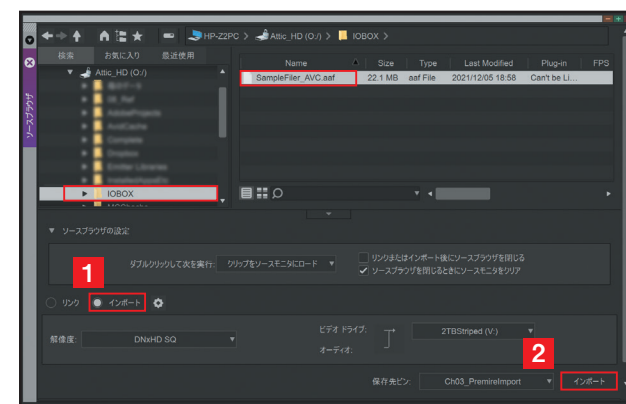 HP-Z2PC > Attic_HD (O:/) > IOBOX >
検索 お気に入り 最近使用
Name Size Type Last Modified Plug-in FPS
Attic_HD (O:/)
SampleFiler_AVC.aaf 22.1 MB aaf File 2021/12/05 18:58 Can't be Li...
ソースブラウザ
IOBOX
ソースブラウザの設定
ダブルクリックして次を実行: クリップをソースモニタにロード
リンクまたはインポート後にソースブラウザを閉じる
ソースブラウザを閉じるときにソースモニタをクリア
1
リンク インポート
解像度: DNxHD SQ
ビデオ ドライブ: 2TBStriped (V:)
オーディオ:
2
保存先ビン: Ch03_PremireImport インポート